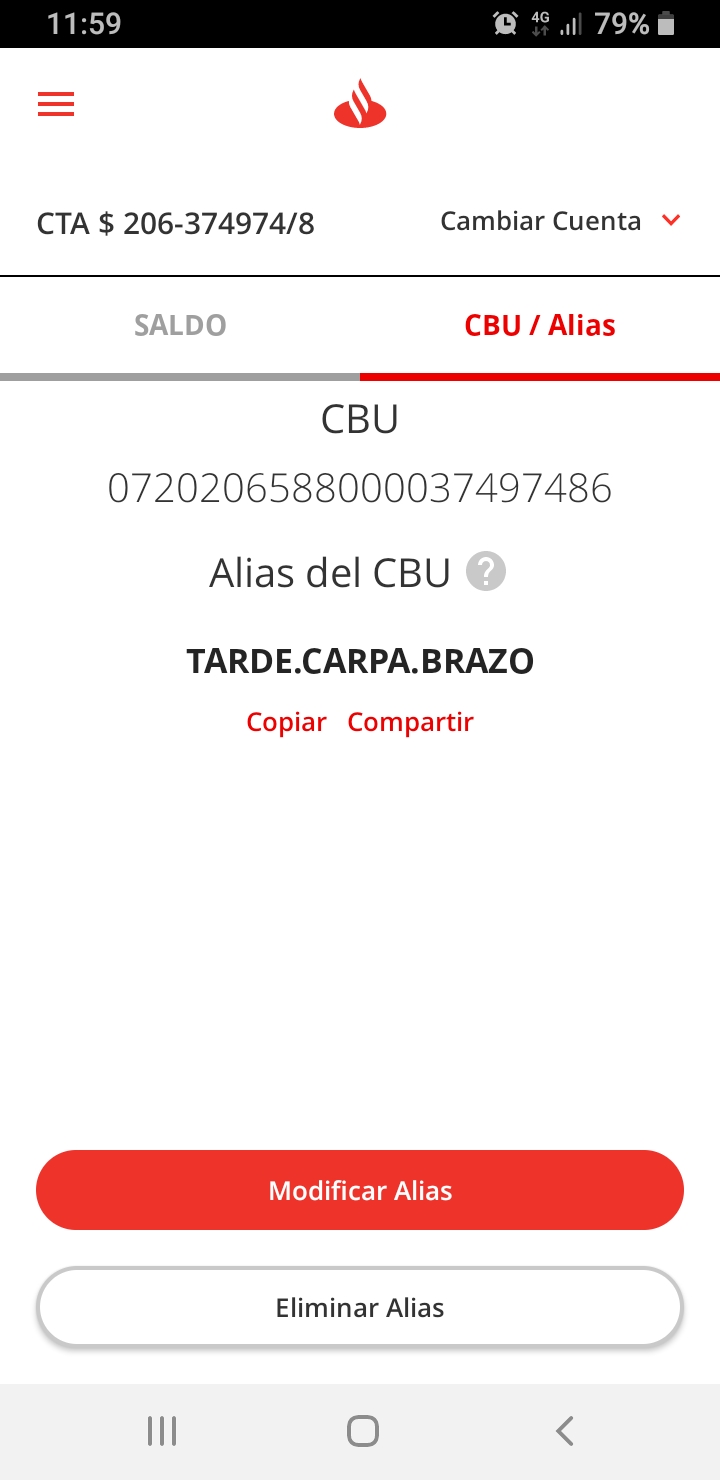 11:59 4G 79%
CTA $ 206-374974/8 Cambiar Cuenta
SALDO CBU / Alias
CBU
0720206588000037497486
Alias del CBU ?
TARDE.CARPA.BRAZO
Copiar Compartir
Modificar Alias
Eliminar Alias